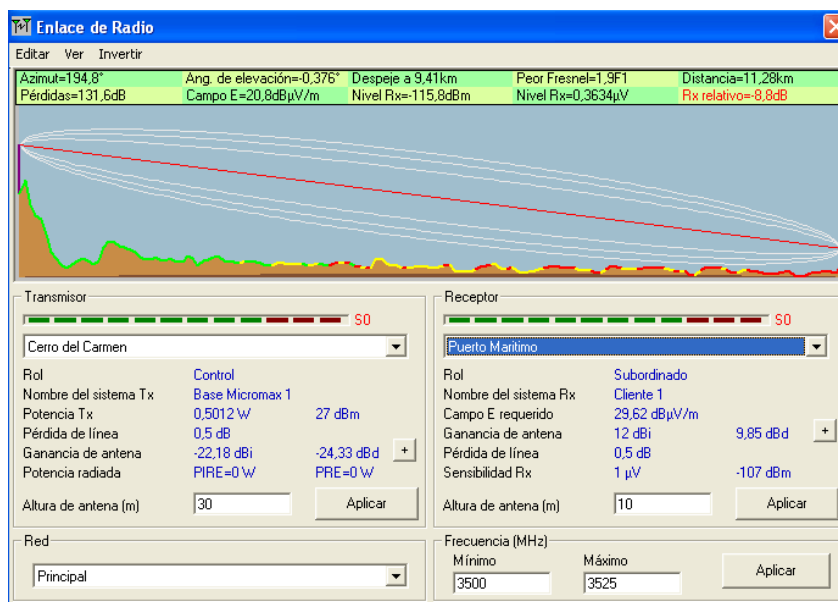 Enlace de Radio
Editar Ver Invertir
Azimut=194,8° Ang. de elevación=-0,376° Despeje a 9,41km Peor Fresnel=1,9F1 Distancia=11,28km
Pérdidas=131,6dB Campo E=20,8dBµV/m Nivel Rx=-115,8dBm Nivel Rx=0,3634µV Rx relativo=-8,8dB
Transmisor
S0
Cerro del Carmen
Rol Control
Nombre del sistema Tx Base Micromax 1
Potencia Tx 0,5012 W 27 dBm
Pérdida de línea 0,5 dB
Ganancia de antena -22,18 dBi -24,33 dBd +
Potencia radiada PIRE=0 W PRE=0 W
Altura de antena (m) 30 Aplicar
Receptor
S0
Puerto Maritimo
Rol Subordinado
Nombre del sistema Rx Cliente 1
Campo E requerido 29,62 dBµV/m
Ganancia de antena 12 dBi 9,85 dBd +
Pérdida de línea 0,5 dB
Sensibilidad Rx 1 µV -107 dBm
Altura de antena (m) 10 Aplicar
Red
Principal
Frecuencia (MHz)
Mínimo Máximo
3500 3525 Aplicar